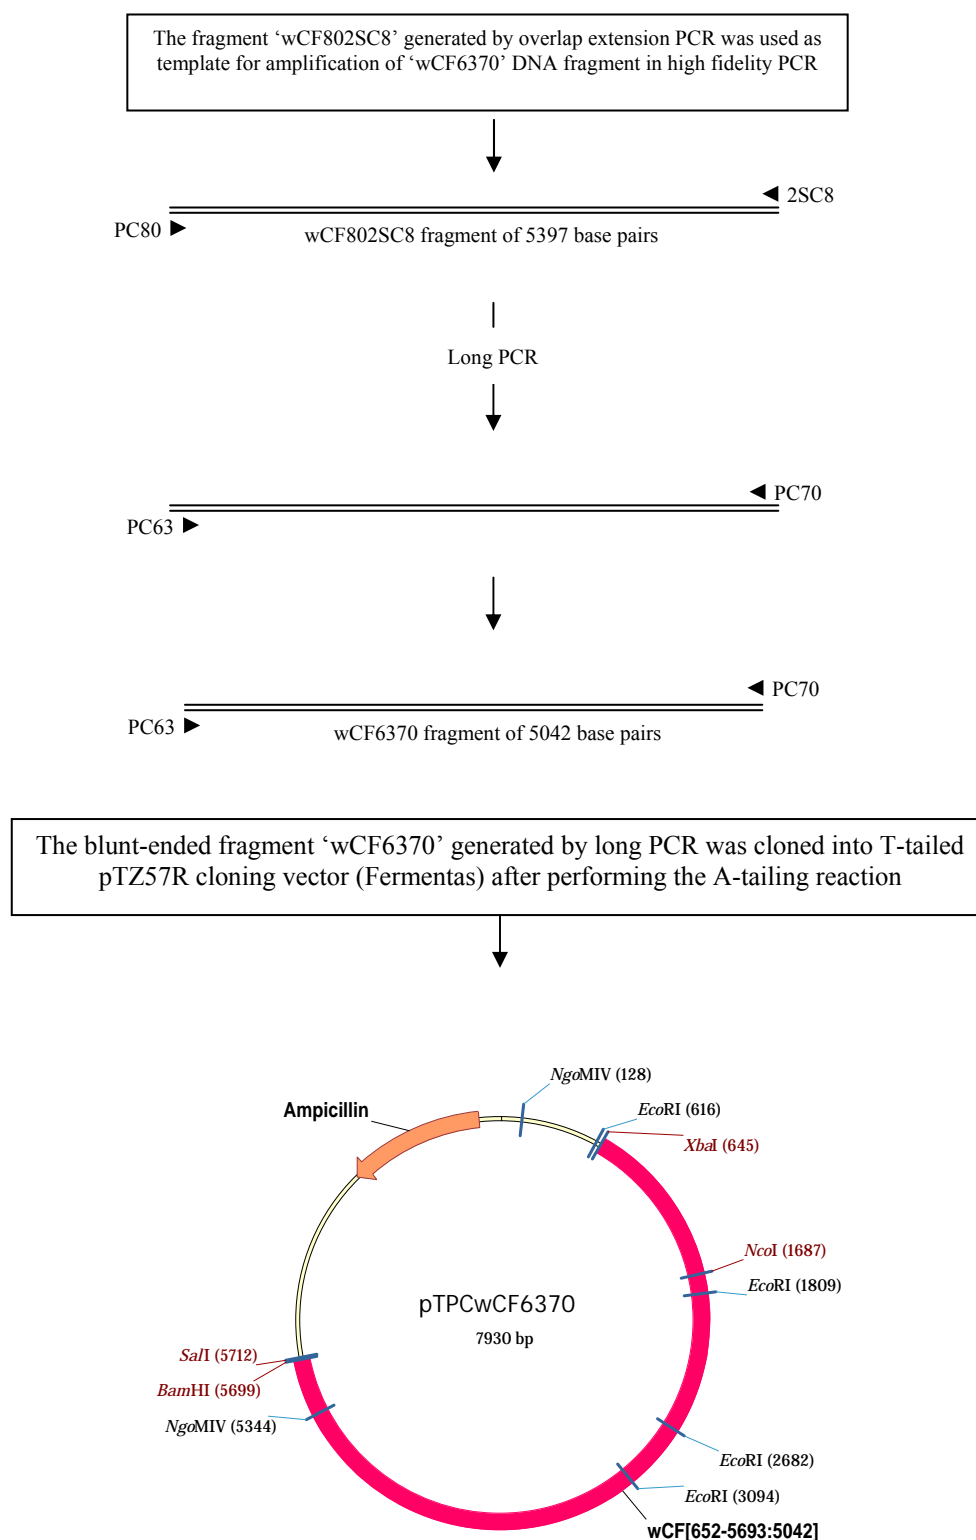 The fragment ‘wCF802SC8’ generated by overlap extension PCR was used as
template for amplification of ‘wCF6370’ DNA fragment in high fidelity PCR
2SC8
PC80
wCF802SC8 fragment of 5397 base pairs
Long PCR
PC70
PC63
PC70
PC63
wCF6370 fragment of 5042 base pairs
The blunt-ended fragment ‘wCF6370’ generated by long PCR was cloned into T-tailed
pTZ57R cloning vector (Fermentas) after performing the A-tailing reaction
NgoMIV (128)
Ampicillin
EcoRI (616)
XbaI (645)
NcoI (1687)
EcoRI (1809)
pTPCwCF6370
7930 bp
SalI (5712)
BamHI (5699)
NgoMIV (5344)
EcoRI (2682)
EcoRI (3094)
wCF[652-5693:5042]